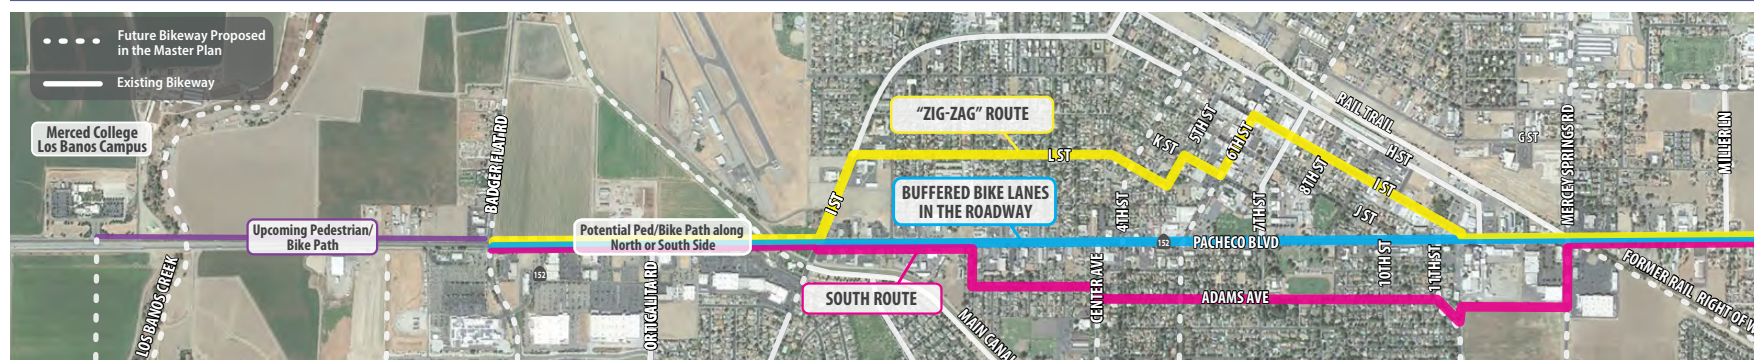 Future Bikeway Proposed
in the Master Plan
Existing Bikeway
Merced College
Los Banos Campus
LOS BANOS CREEK
Upcoming Pedestrian/
Bike Path
BADGER FLAT RD
152
Potential Ped/Bike Path along
North or South Side
ORTIGALITA RD
I ST
"ZIG-ZAG" ROUTE
L ST
BUFFERED BIKE LANES
IN THE ROADWAY
SOUTH ROUTE
MAIN CANAL
CENTER AVE
4TH ST
K ST
5TH ST
6TH ST
7TH ST
8TH ST
152
PACHECO BLVD
ADAMS AVE
I ST
J ST
10TH ST
11TH ST
RAIL TRAIL
H ST
G ST
MERCEY SPRINGS RD
MILLER LN
FORMER RAIL RIGHT OF